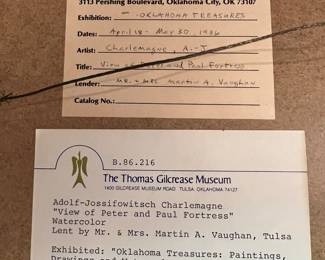 3113 Pershing Boulevard, Oklahoma City, OK 73107
Exhibition: - OKLAHOMA TREASURES
Dates: April 18 - May 30, 1986
Artist: Charlemagne, A.-J.
Title: View of Peter and Paul Fortress
Lender: Mr. & Mrs. Martin A. Vaughan
Catalog No.:
B.86.216
The Thomas Gilcrease Museum
1400 GILCREASE MUSEUM ROAD TULSA, OKLAHOMA 74127
Adolf-Jossifowitsch Charlemagne
"View of Peter and Paul Fortress"
Watercolor
Lent by Mr. & Mrs. Martin A. Vaughan, Tulsa
Exhibited: "Oklahoma Treasures: Paintings,